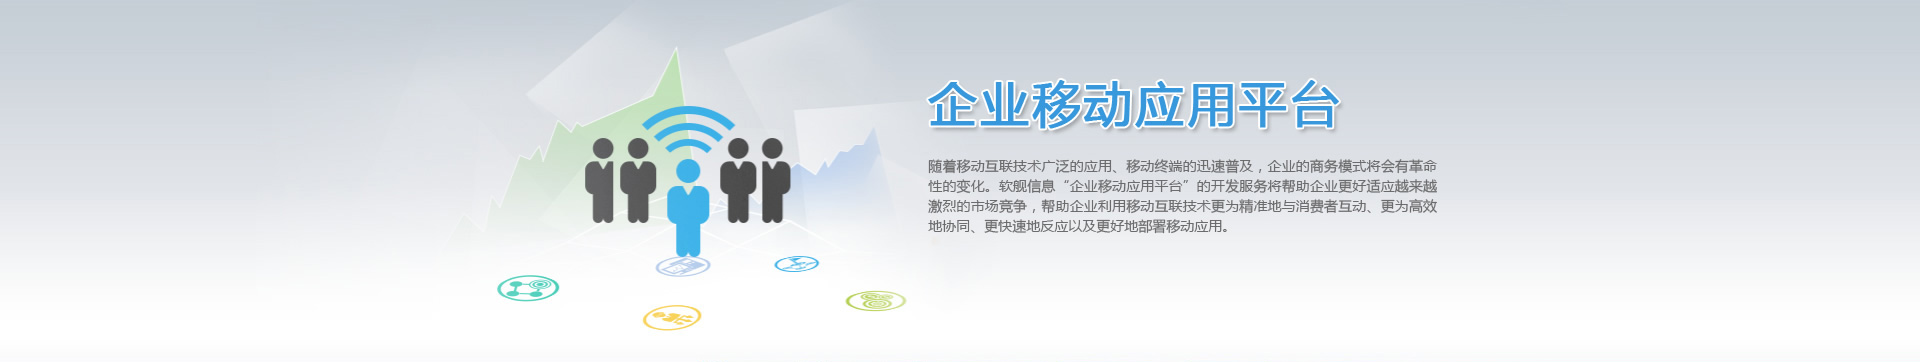 企业移动应用平台
随着移动互联技术广泛的应用、移动终端的迅速普及，企业的商务模式将会有革命
性的变化。软舰信息“企业移动应用平台”的开发服务将帮助企业更好适应越来越
激烈的市场竞争，帮助企业利用移动互联技术更为精准地与消费者互动、更为高效
地协同、更快速地反应以及更好地部署移动应用。